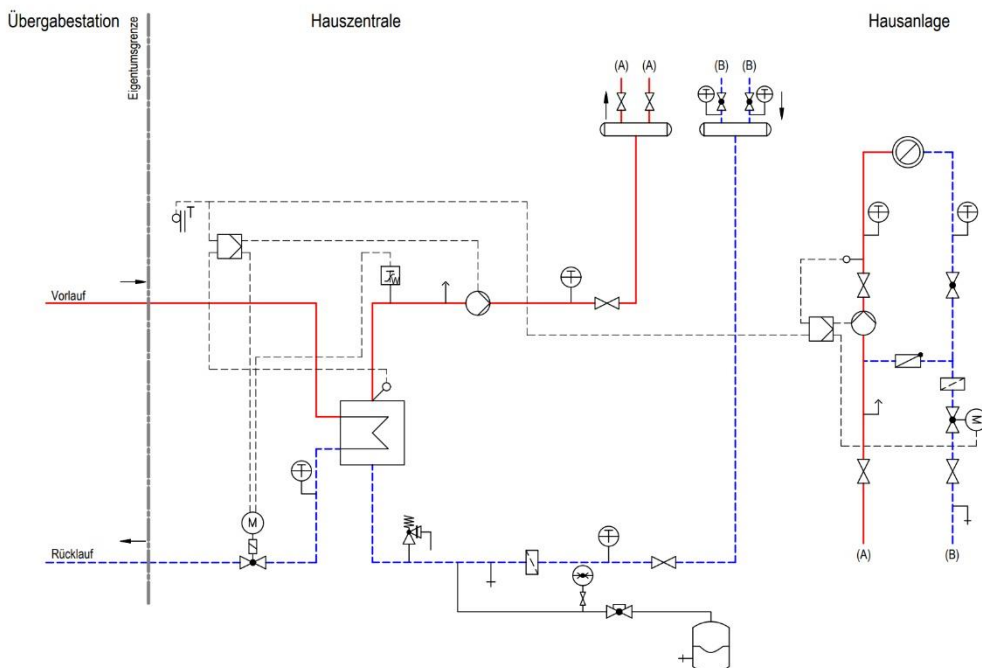 Übergabestation
Hauszentrale
Hausanlage
Eigentumsgrenze
(A) (A) (B) (B)
T T
T
T T
Vorlauf
T
T
M
M
T
Rücklauf
(A) (B)